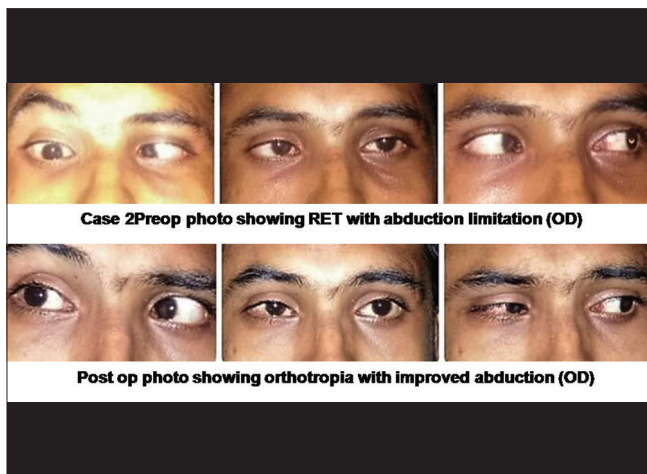 Case 2Preop photo showing RET with abduction limitation (OD)
Post op photo showing orthotropia with improved abduction (OD)